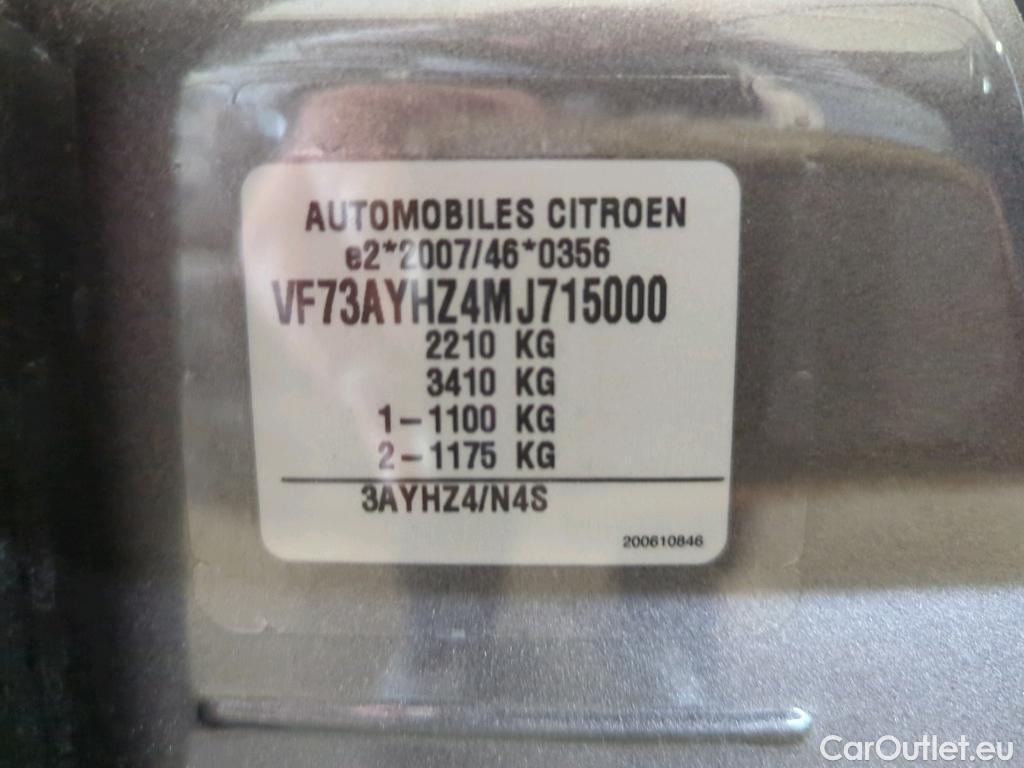 AUTOMOBILES CITROEN
e2*2007/46*0356
VF73AYHZ4MJ715000
2210 KG
3410 KG
1-1100 KG
2-1175 KG
3AYHZ4/N4S
200610846
CarOutlet.eu